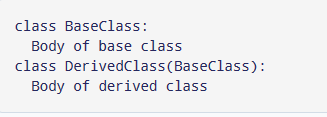 class BaseClass:
  Body of base class
class DerivedClass(BaseClass):
  Body of derived class